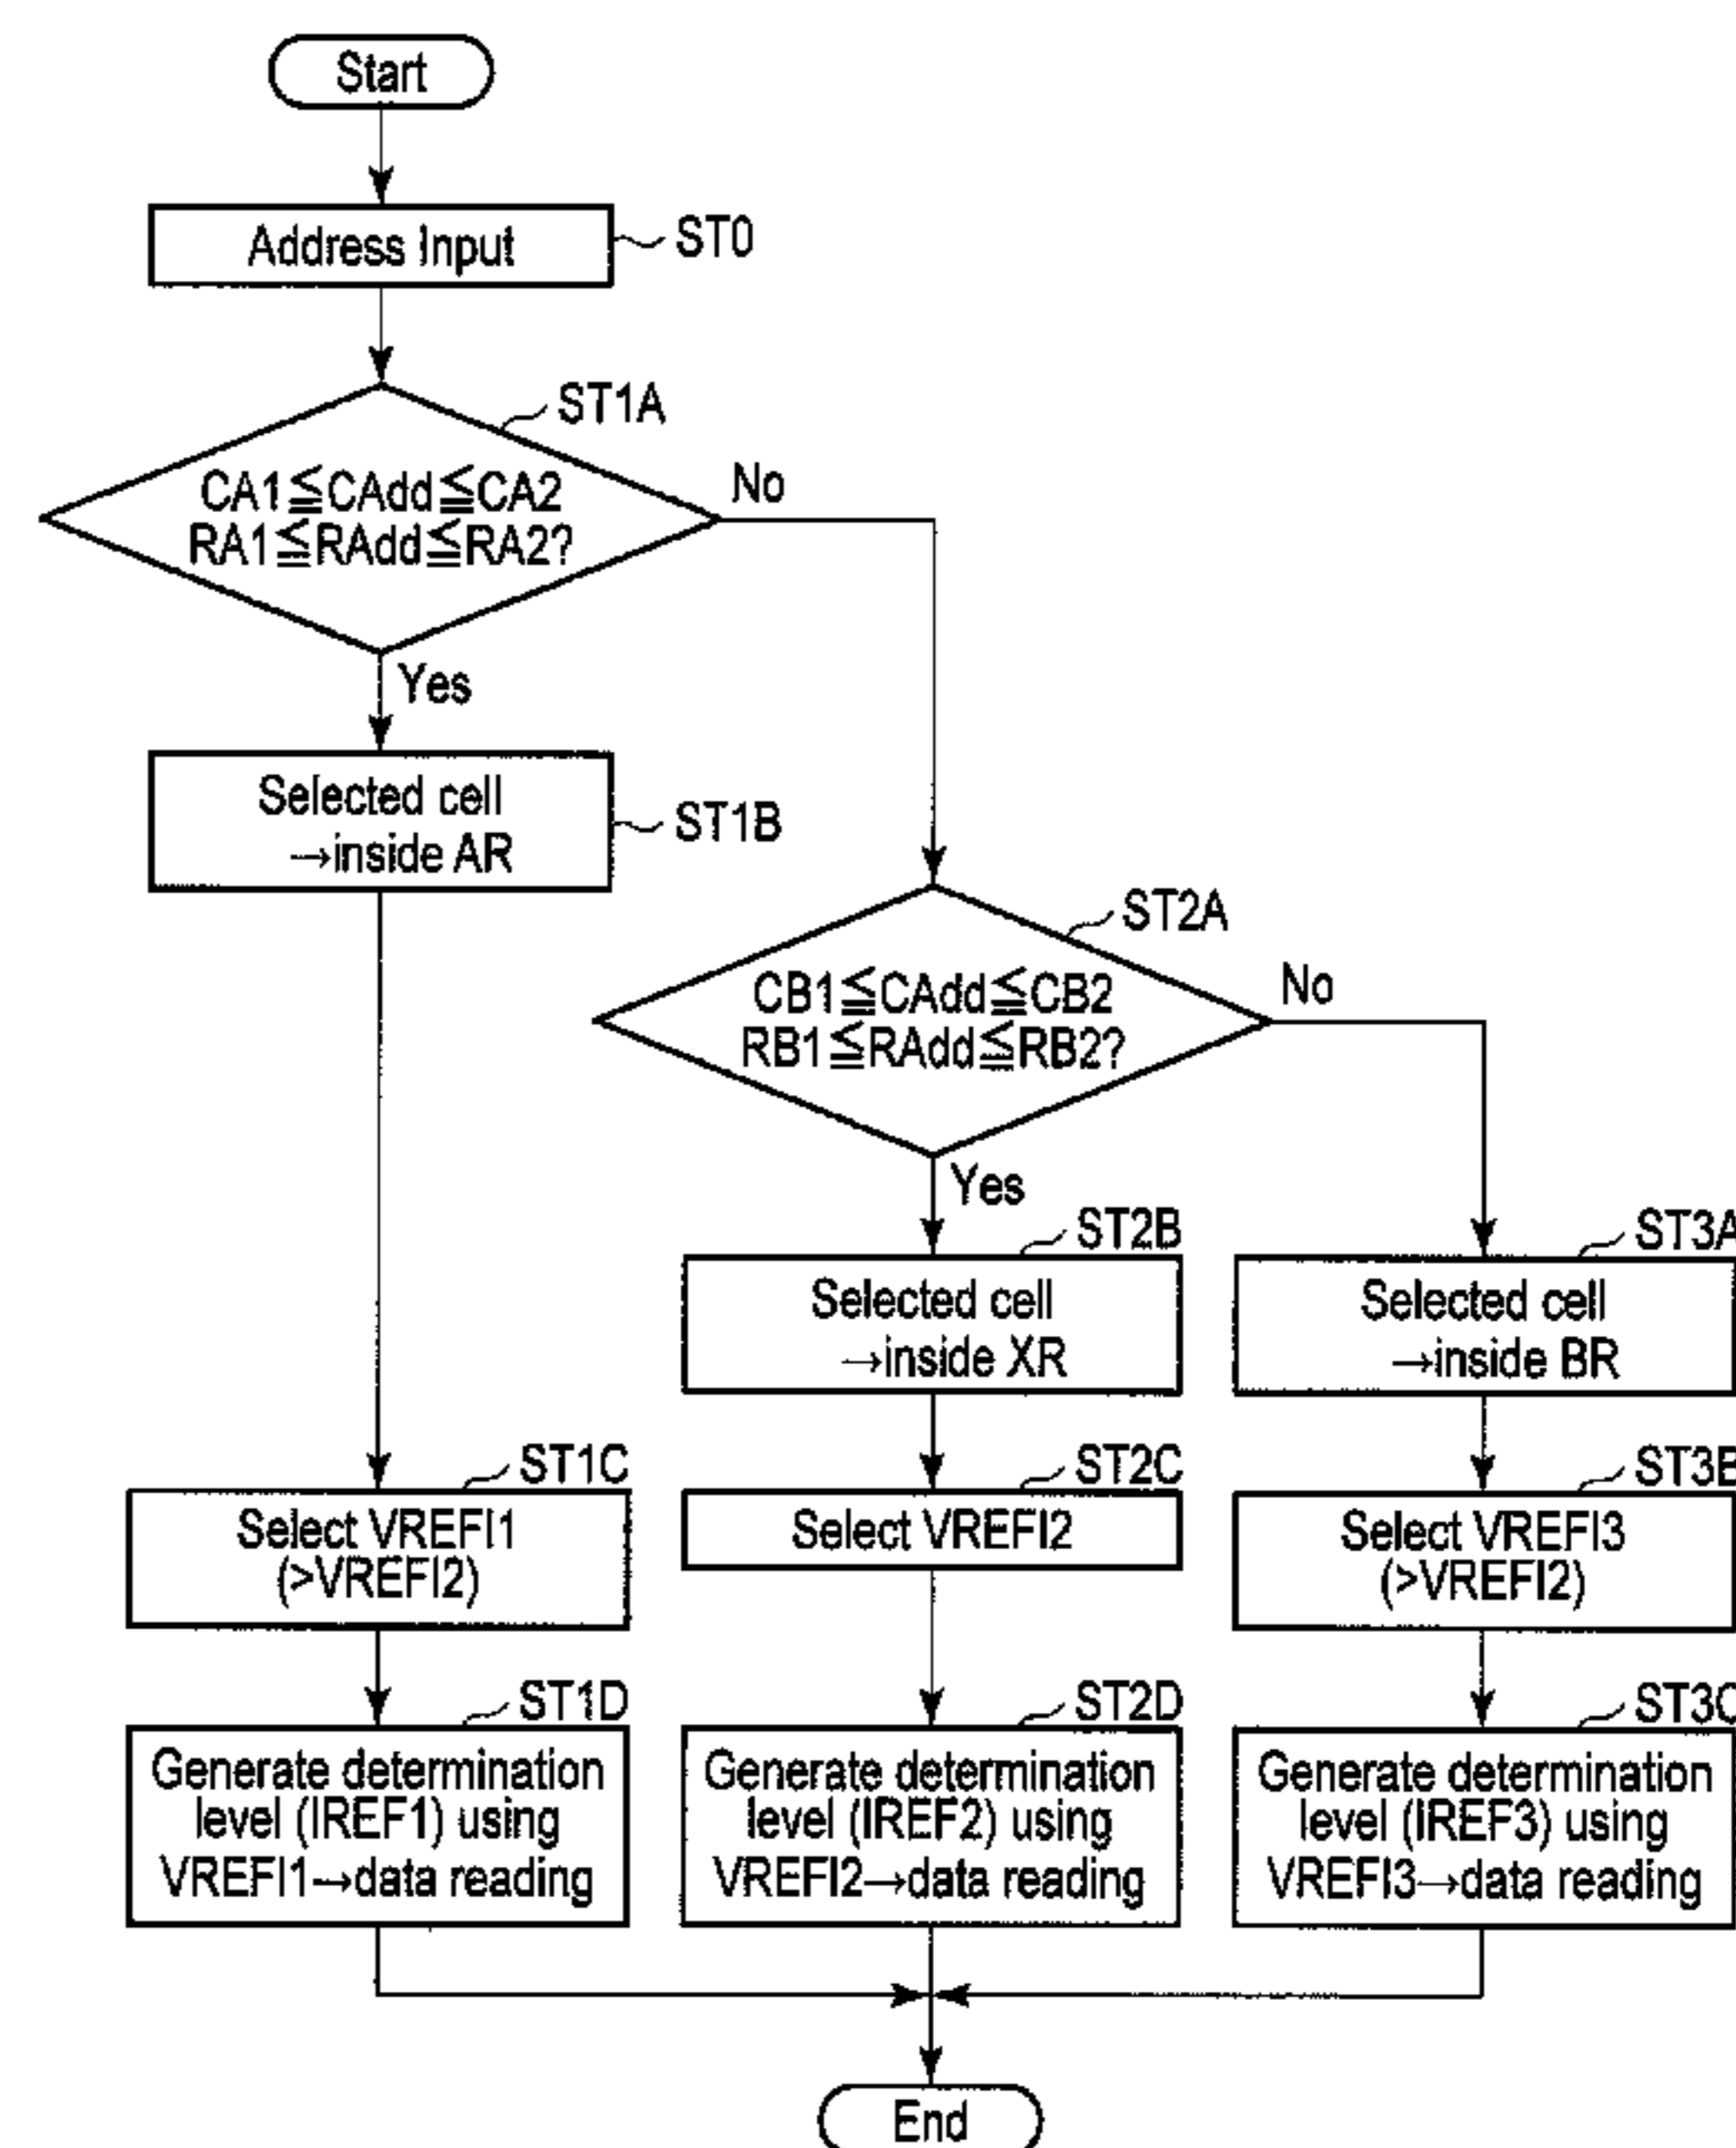 Start
Address Input
ST0
ST1A
CA1≦CAdd≦CA2
RA1≦RAdd≦RA2?
No
Yes
Selected cell
→inside AR
ST1B
ST2A
CB1≦CAdd≦CB2
RB1≦RAdd≦RB2?
No
Yes
ST2B
Selected cell
→inside XR
ST3A
Selected cell
→inside BR
ST1C
Select VREFI1
(>VREFI2)
ST2C
Select VREFI2
ST3B
Select VREFI3
(>VREFI2)
ST1D
Generate determination
level (IREF1) using
VREFI1→data reading
ST2D
Generate determination
level (IREF2) using
VREFI2→data reading
ST3C
Generate determination
level (IREF3) using
VREFI3→data reading
End